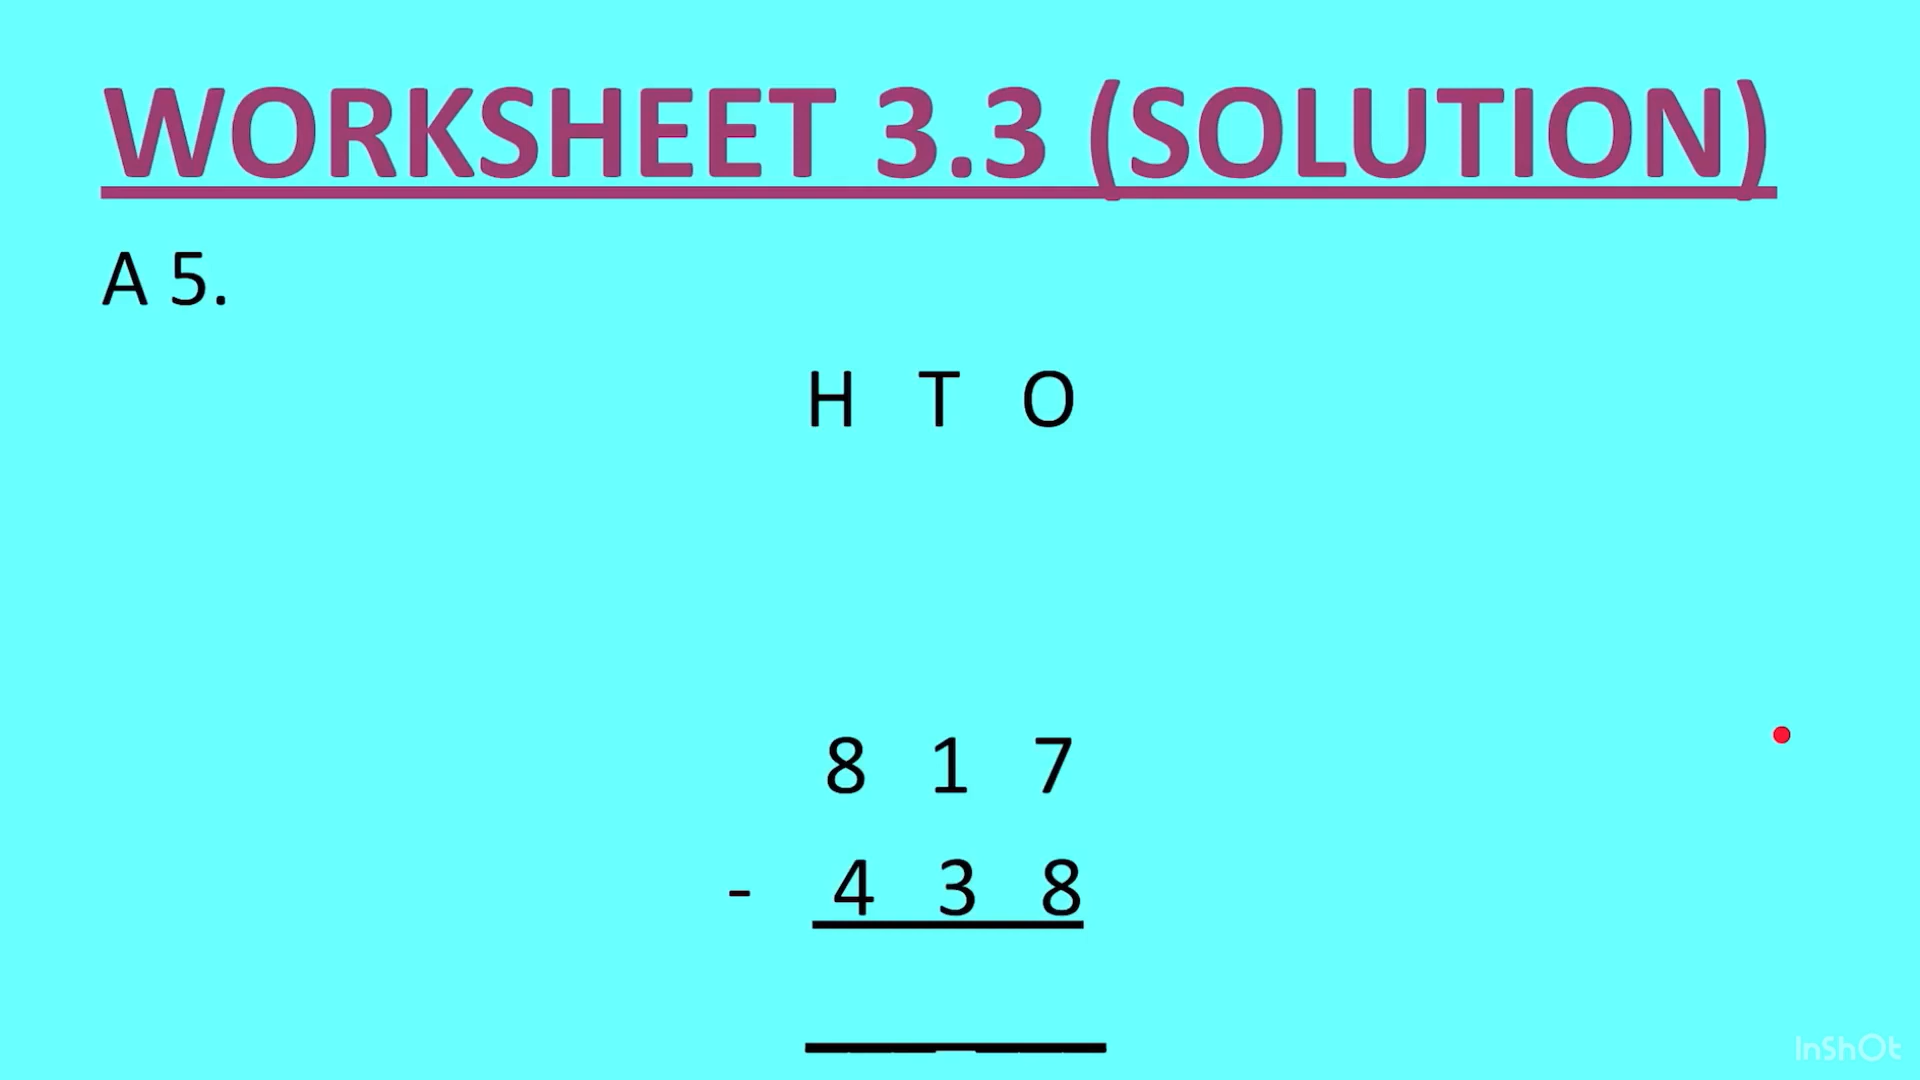 WORKSHEET 3.3 (SOLUTION)
A 5.
H T O
8 1 7
- 4 3 8
InShOt